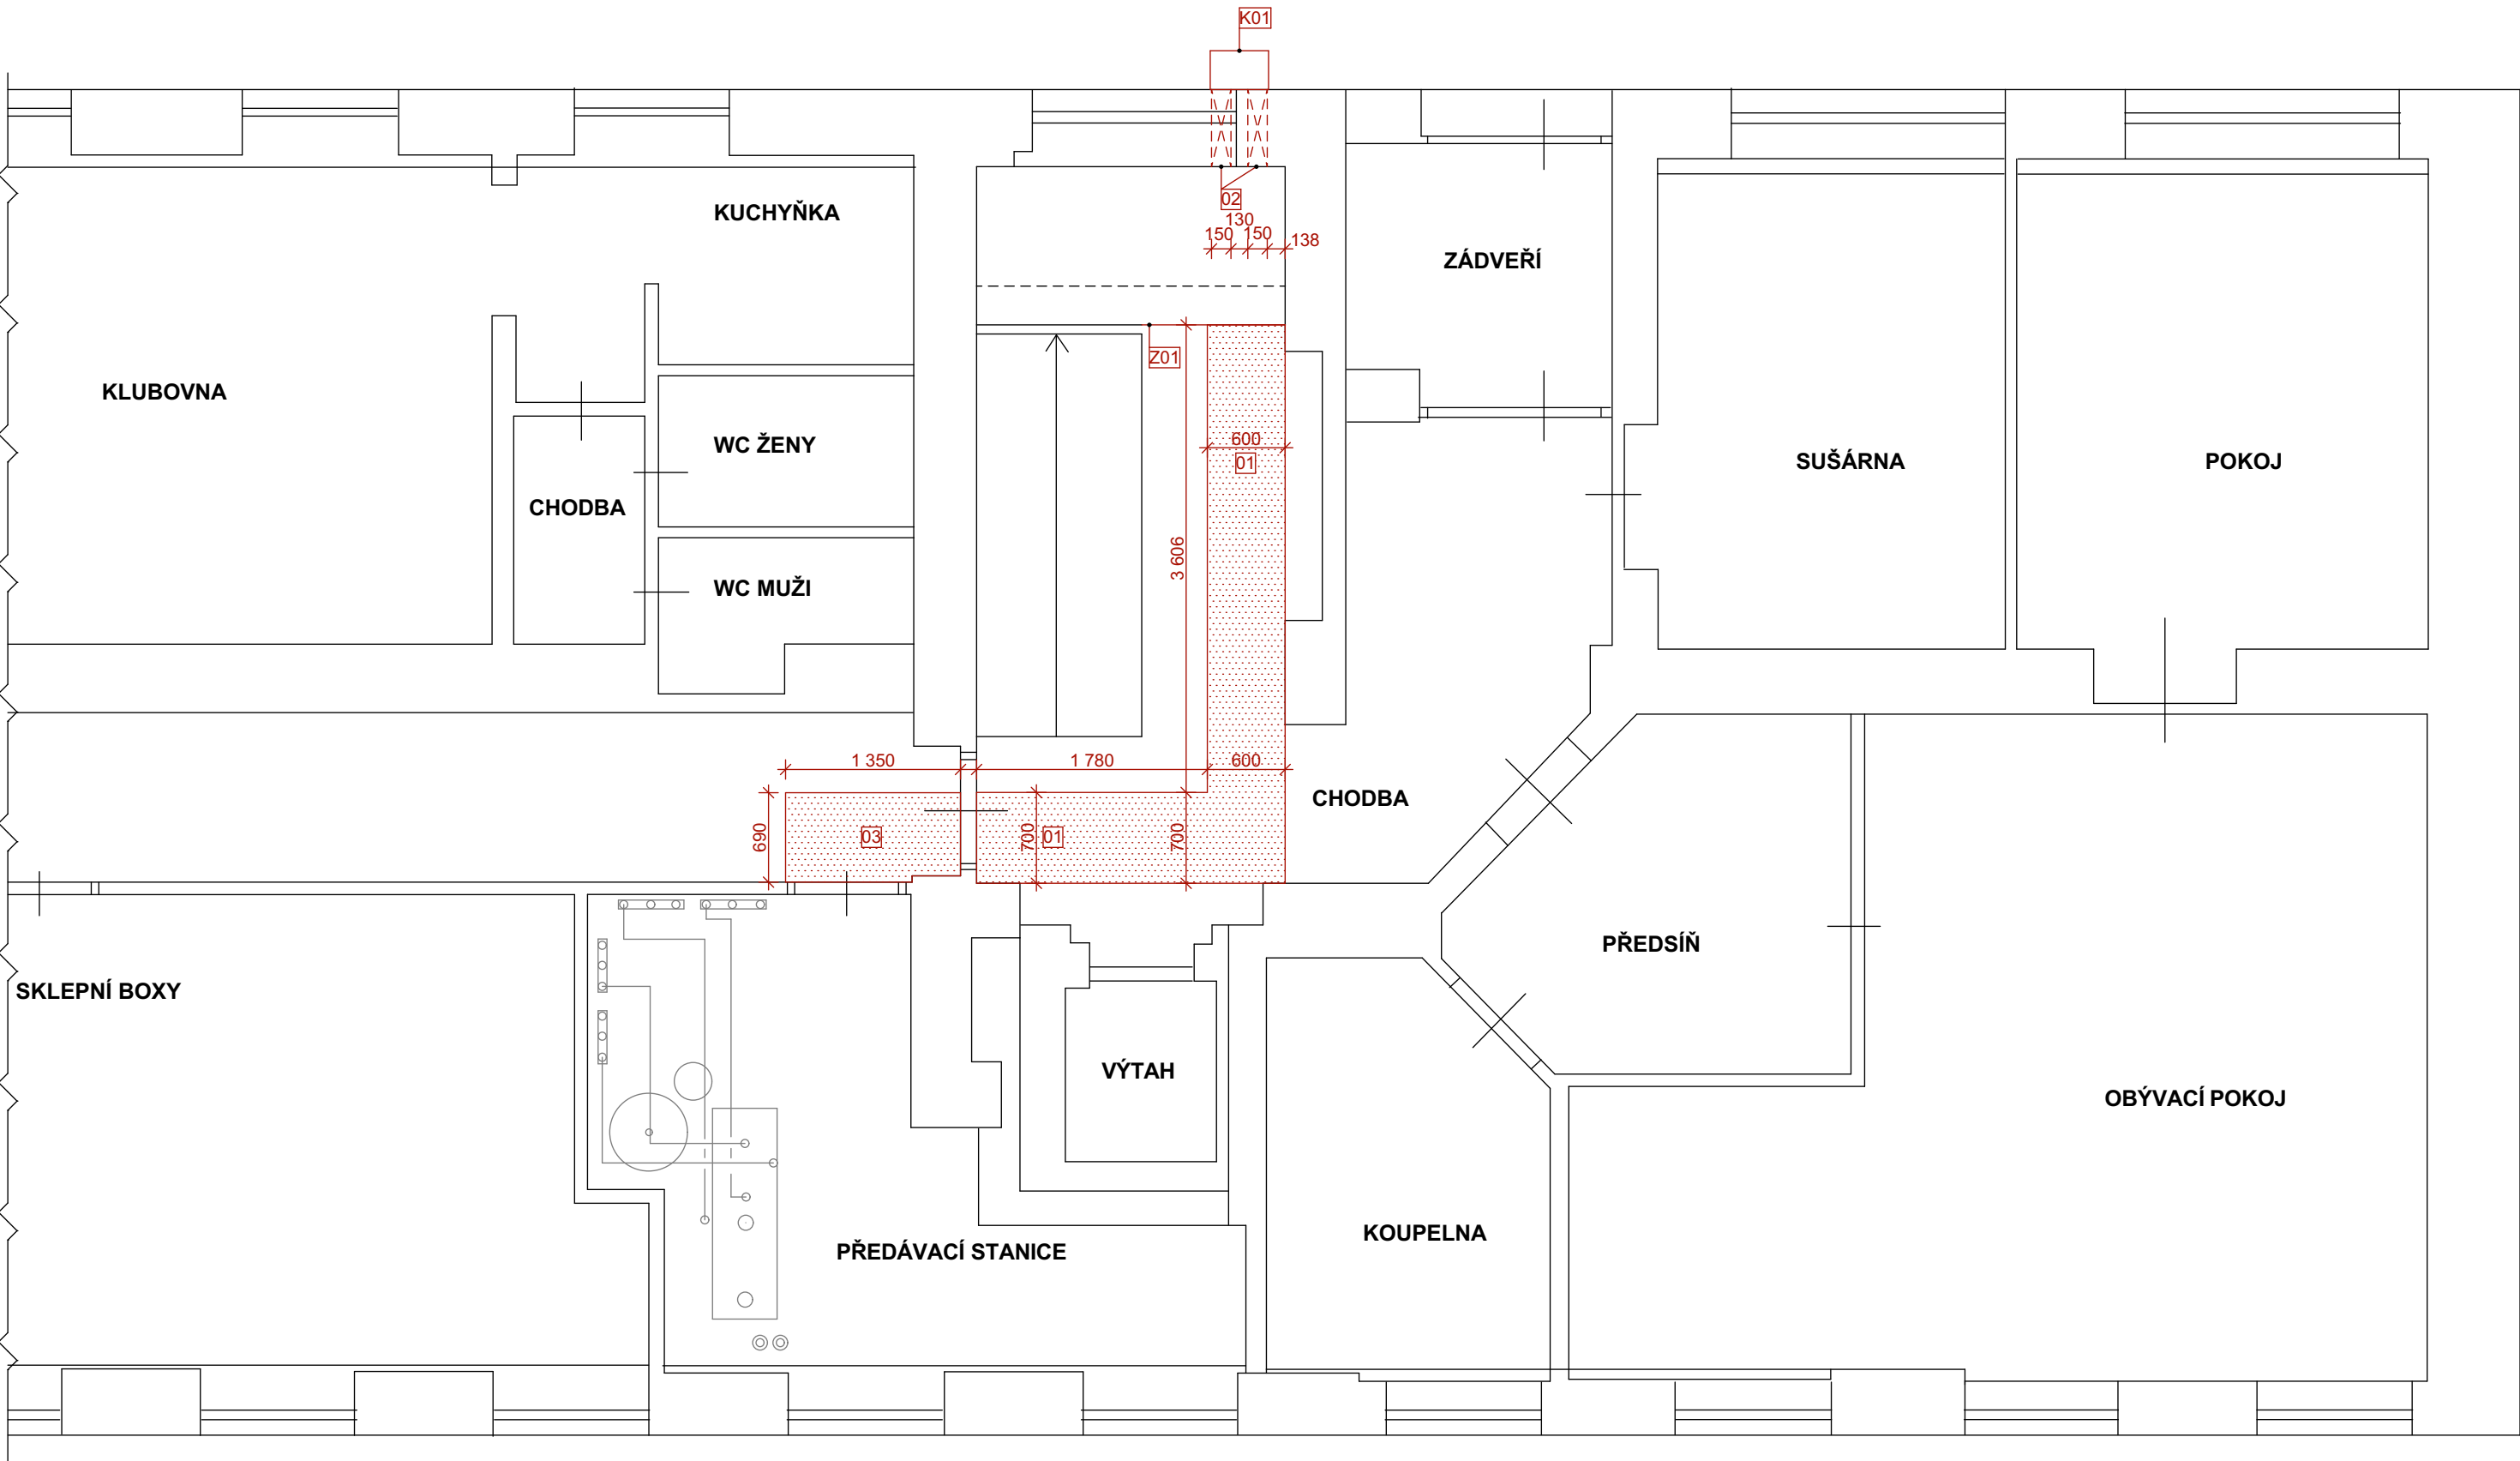 K01
02
130
150
150
138
KUCHYŇKA
ZÁDVEŘÍ
Z01
KLUBOVNA
WC ŽENY
600
01
SUŠÁRNA
POKOJ
CHODBA
3 606
WC MUŽI
1 350
1 780
600
CHODBA
690
03
700
01
700
PŘEDSÍŇ
SKLEPNÍ BOXY
VÝTAH
OBÝVACÍ POKOJ
KOUPELNA
PŘEDÁVACÍ STANICE